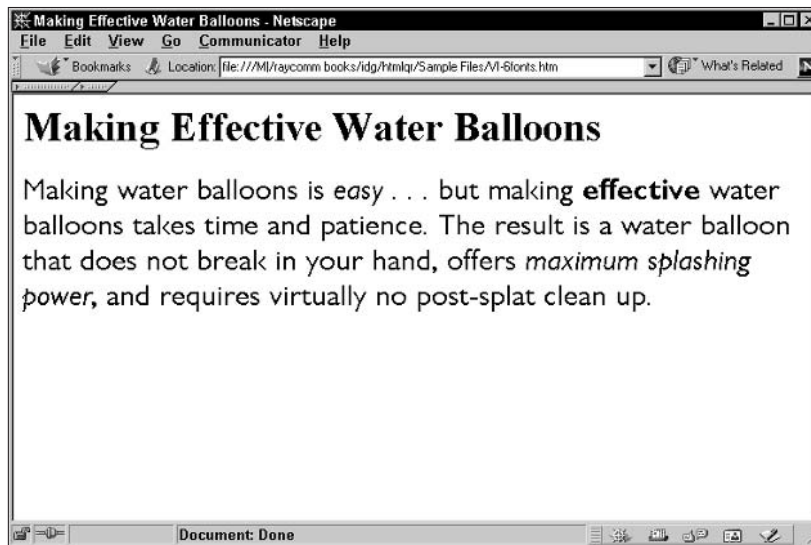 Making Effective Water Balloons - Netscape
File Edit View Go Communicator Help
Bookmarks Location: file:///M|/raycomm books/idg/htmlqr/Sample Files/VI-6fonts.htm What's Related N
Making Effective Water Balloons
Making water balloons is easy . . . but making effective water
balloons takes time and patience. The result is a water balloon
that does not break in your hand, offers maximum splashing
power, and requires virtually no post-splat clean up.
Document: Done